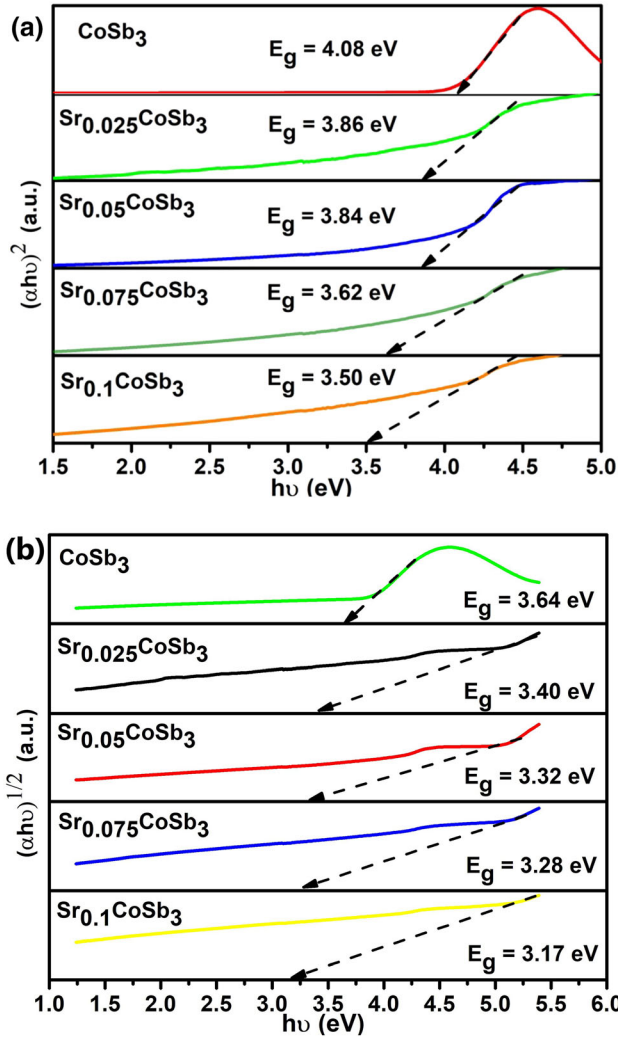 (a)
CoSb3
Eg = 4.08 eV
Sr0.025CoSb3
Eg = 3.86 eV
Sr0.05CoSb3
Eg = 3.84 eV
Sr0.075CoSb3
Eg = 3.62 eV
Sr0.1CoSb3
Eg = 3.50 eV
(αhυ)2 (a.u.)
1.5 2.0 2.5 3.0 3.5 4.0 4.5 5.0
hυ (eV)
(b)
CoSb3
Eg = 3.64 eV
Sr0.025CoSb3
Eg = 3.40 eV
Sr0.05CoSb3
Eg = 3.32 eV
Sr0.075CoSb3
Eg = 3.28 eV
Sr0.1CoSb3
Eg = 3.17 eV
(αhυ)1/2 (a.u.)
1.0 1.5 2.0 2.5 3.0 3.5 4.0 4.5 5.0 5.5 6.0
hυ (eV)